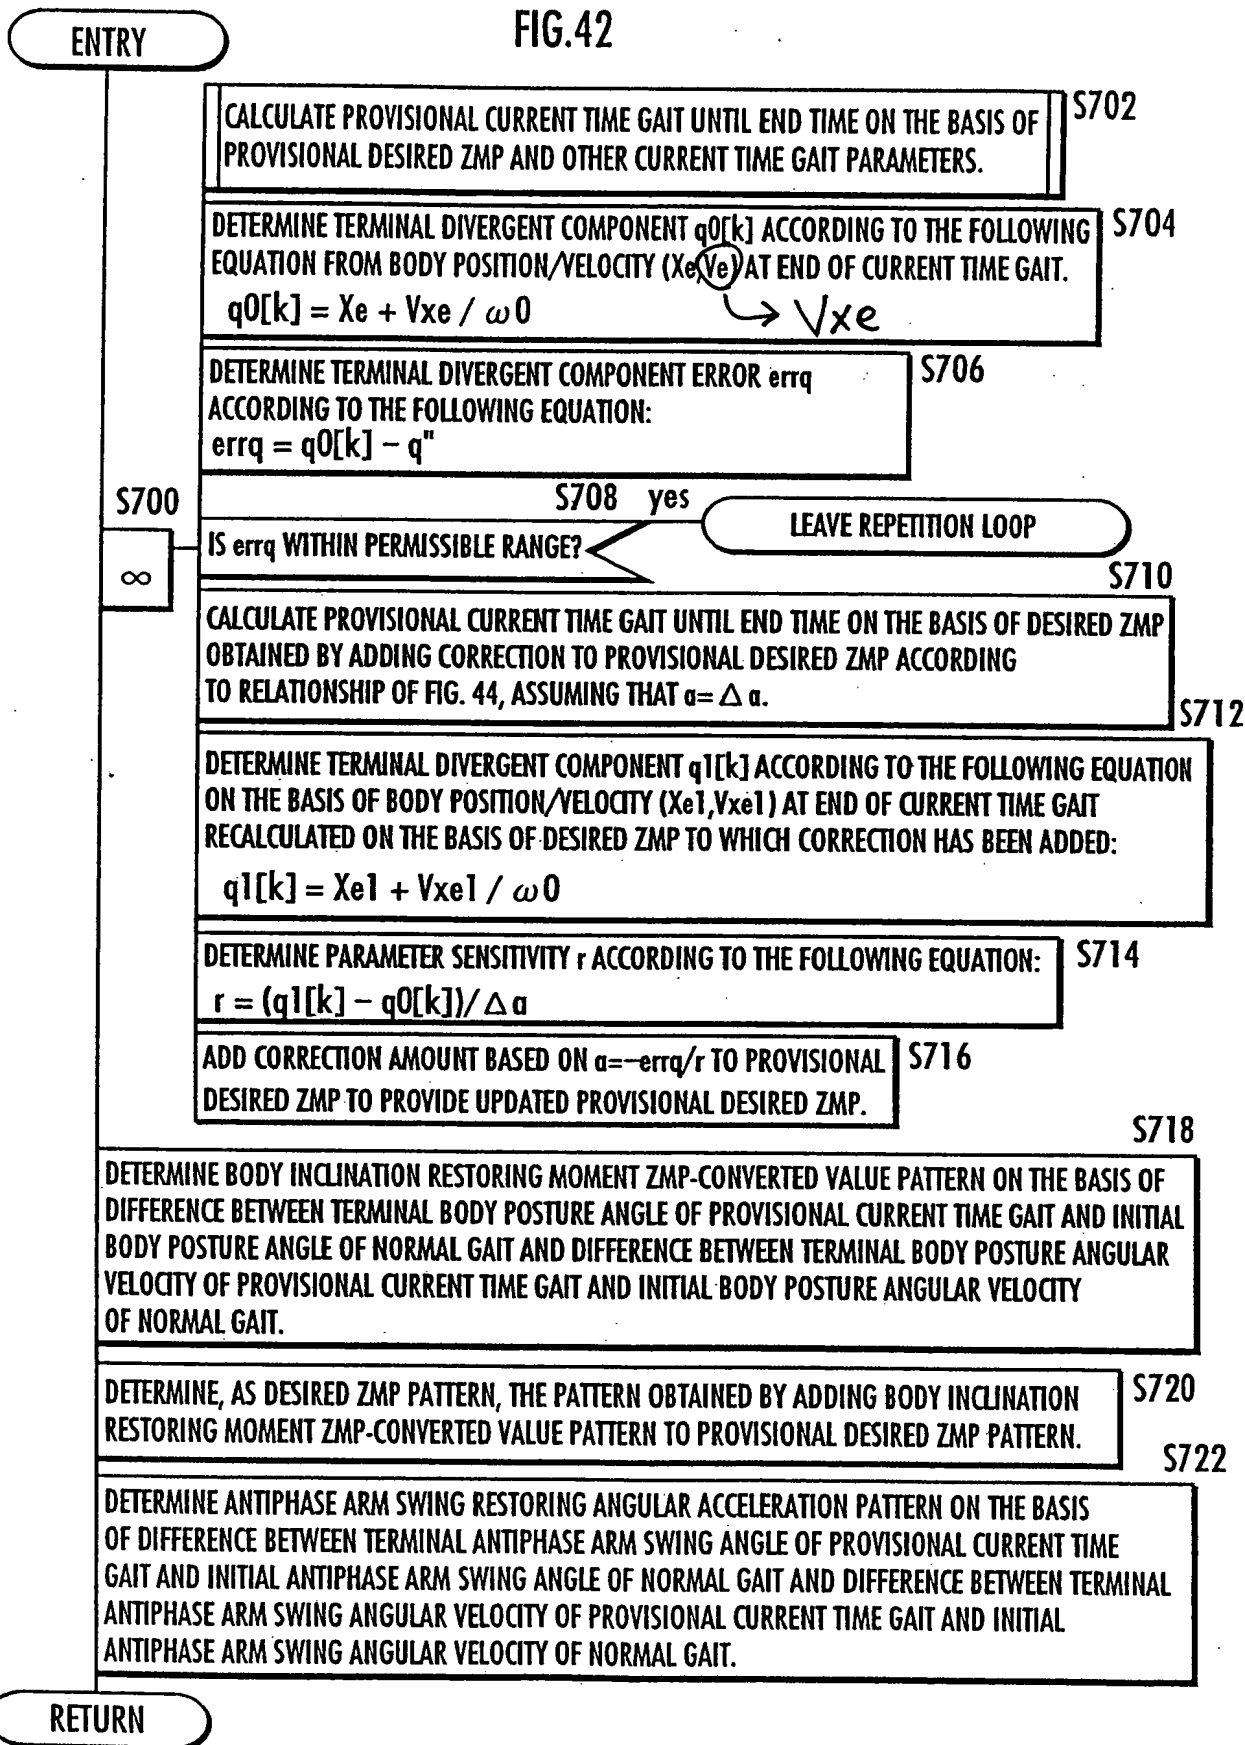 FIG.42
ENTRY
S702
CALCULATE PROVISIONAL CURRENT TIME GAIT UNTIL END TIME ON THE BASIS OF
PROVISIONAL DESIRED ZMP AND OTHER CURRENT TIME GAIT PARAMETERS.
S704
DETERMINE TERMINAL DIVERGENT COMPONENT q0[k] ACCORDING TO THE FOLLOWING
EQUATION FROM BODY POSITION/VELOCITY (Xe,Ve) AT END OF CURRENT TIME GAIT.
q0[k] = Xe + Vxe / ω0
→ Vxe
S706
DETERMINE TERMINAL DIVERGENT COMPONENT ERROR errq
ACCORDING TO THE FOLLOWING EQUATION:
errq = q0[k] − q"
S700
∞
S708 yes
LEAVE REPETITION LOOP
IS errq WITHIN PERMISSIBLE RANGE?
S710
CALCULATE PROVISIONAL CURRENT TIME GAIT UNTIL END TIME ON THE BASIS OF DESIRED ZMP
OBTAINED BY ADDING CORRECTION TO PROVISIONAL DESIRED ZMP ACCORDING
TO RELATIONSHIP OF FIG. 44, ASSUMING THAT a=Δa.
S712
DETERMINE TERMINAL DIVERGENT COMPONENT q1[k] ACCORDING TO THE FOLLOWING EQUATION
ON THE BASIS OF BODY POSITION/VELOCITY (Xe1,Vxe1) AT END OF CURRENT TIME GAIT
RECALCULATED ON THE BASIS OF DESIRED ZMP TO WHICH CORRECTION HAS BEEN ADDED:
q1[k] = Xe1 + Vxe1 / ω0
S714
DETERMINE PARAMETER SENSITIVITY r ACCORDING TO THE FOLLOWING EQUATION:
r = (q1[k] − q0[k])/Δa
S716
ADD CORRECTION AMOUNT BASED ON a=−errq/r TO PROVISIONAL
DESIRED ZMP TO PROVIDE UPDATED PROVISIONAL DESIRED ZMP.
S718
DETERMINE BODY INCLINATION RESTORING MOMENT ZMP-CONVERTED VALUE PATTERN ON THE BASIS OF
DIFFERENCE BETWEEN TERMINAL BODY POSTURE ANGLE OF PROVISIONAL CURRENT TIME GAIT AND INITIAL
BODY POSTURE ANGLE OF NORMAL GAIT AND DIFFERENCE BETWEEN TERMINAL BODY POSTURE ANGULAR
VELOCITY OF PROVISIONAL CURRENT TIME GAIT AND INITIAL BODY POSTURE ANGULAR VELOCITY
OF NORMAL GAIT.
S720
DETERMINE, AS DESIRED ZMP PATTERN, THE PATTERN OBTAINED BY ADDING BODY INCLINATION
RESTORING MOMENT ZMP-CONVERTED VALUE PATTERN TO PROVISIONAL DESIRED ZMP PATTERN.
S722
DETERMINE ANTIPHASE ARM SWING RESTORING ANGULAR ACCELERATION PATTERN ON THE BASIS
OF DIFFERENCE BETWEEN TERMINAL ANTIPHASE ARM SWING ANGLE OF PROVISIONAL CURRENT TIME
GAIT AND INITIAL ANTIPHASE ARM SWING ANGLE OF NORMAL GAIT AND DIFFERENCE BETWEEN TERMINAL
ANTIPHASE ARM SWING ANGULAR VELOCITY OF PROVISIONAL CURRENT TIME GAIT AND INITIAL
ANTIPHASE ARM SWING ANGULAR VELOCITY OF NORMAL GAIT.
RETURN